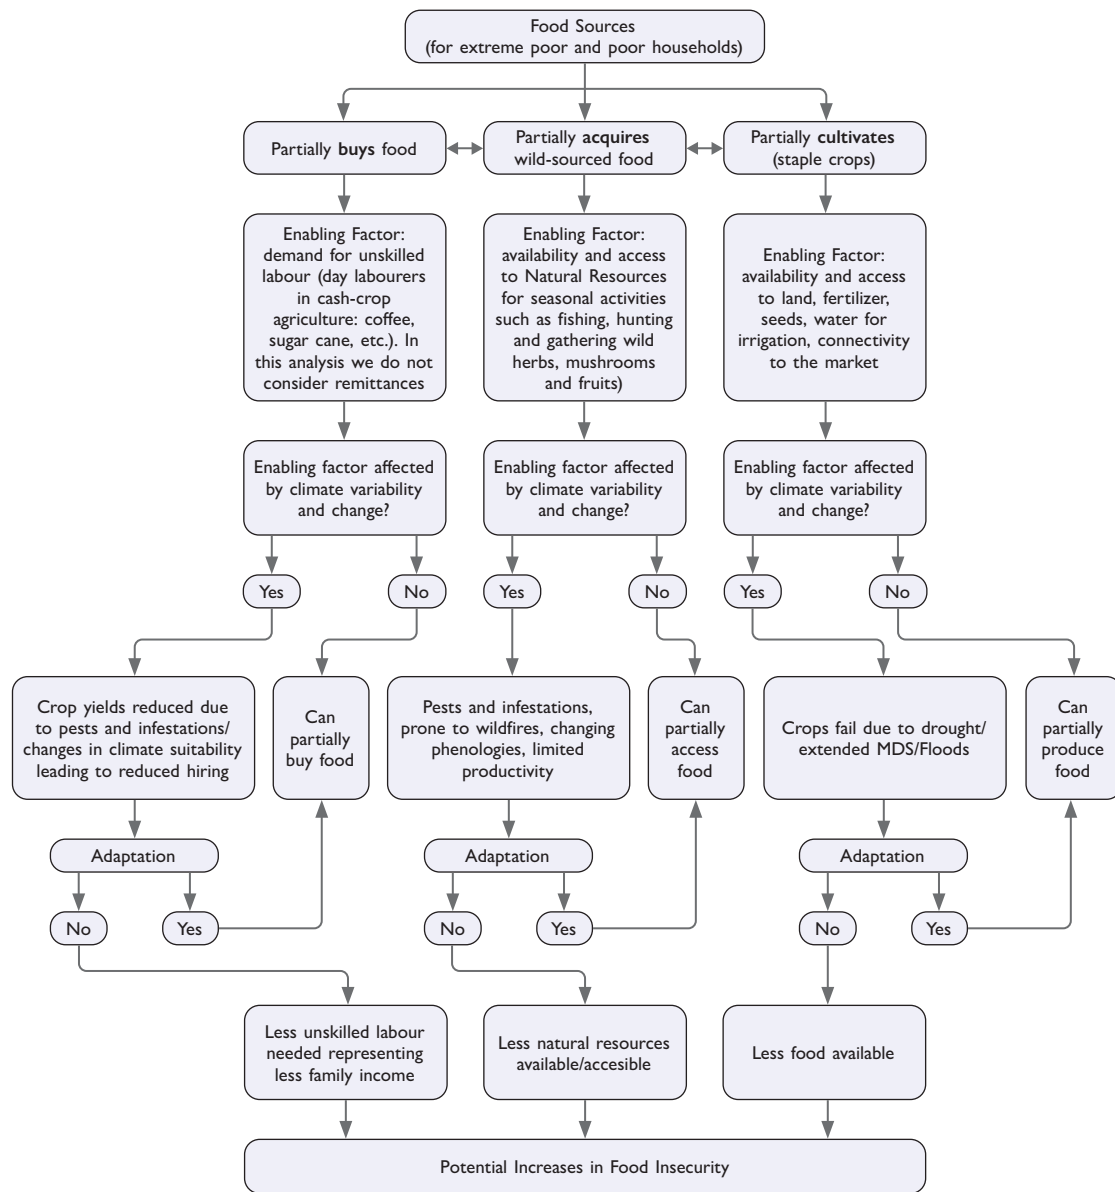 Food Sources
(for extreme poor and poor households)
Partially buys food
Partially acquires
wild-sourced food
Partially cultivates
(staple crops)
Enabling Factor:
demand for unskilled
labour (day labourers
in cash-crop
agriculture: coffee,
sugar cane, etc.). In
this analysis we do not
consider remittances
Enabling Factor:
availability and access
to Natural Resources
for seasonal activities
such as fishing, hunting
and gathering wild
herbs, mushrooms
and fruits)
Enabling Factor:
availability and access
to land, fertilizer,
seeds, water for
irrigation, connectivity
to the market
Enabling factor affected
by climate variability
and change?
Enabling factor affected
by climate variability
and change?
Enabling factor affected
by climate variability
and change?
Yes
No
Yes
No
Yes
No
Crop yields reduced due
to pests and infestations/
changes in climate suitability
leading to reduced hiring
Can
partially
buy food
Pests and infestations,
prone to wildfires, changing
phenologies, limited
productivity
Can
partially
access
food
Crops fail due to drought/
extended MDS/Floods
Can
partially
produce
food
Adaptation
Adaptation
Adaptation
No
Yes
No
Yes
No
Yes
Less unskilled labour
needed representing
less family income
Less natural resources
available/accesible
Less food available
Potential Increases in Food Insecurity